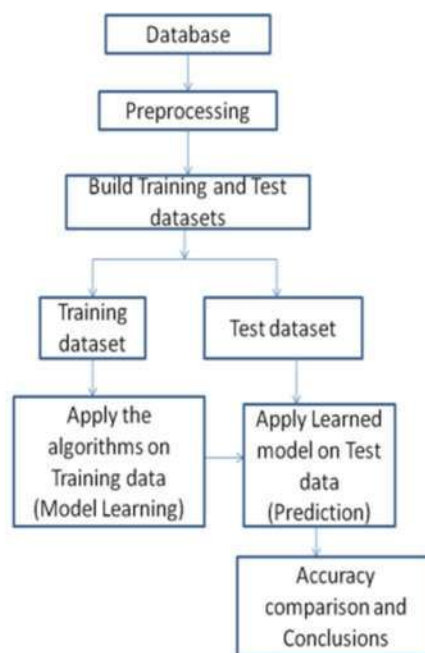 Database
Preprocessing
Build Training and Test
datasets
Training
dataset
Test dataset
Apply the
algorithms on
Training data
(Model Learning)
Apply Learned
model on Test
data
(Prediction)
Accuracy
comparison and
Conclusions